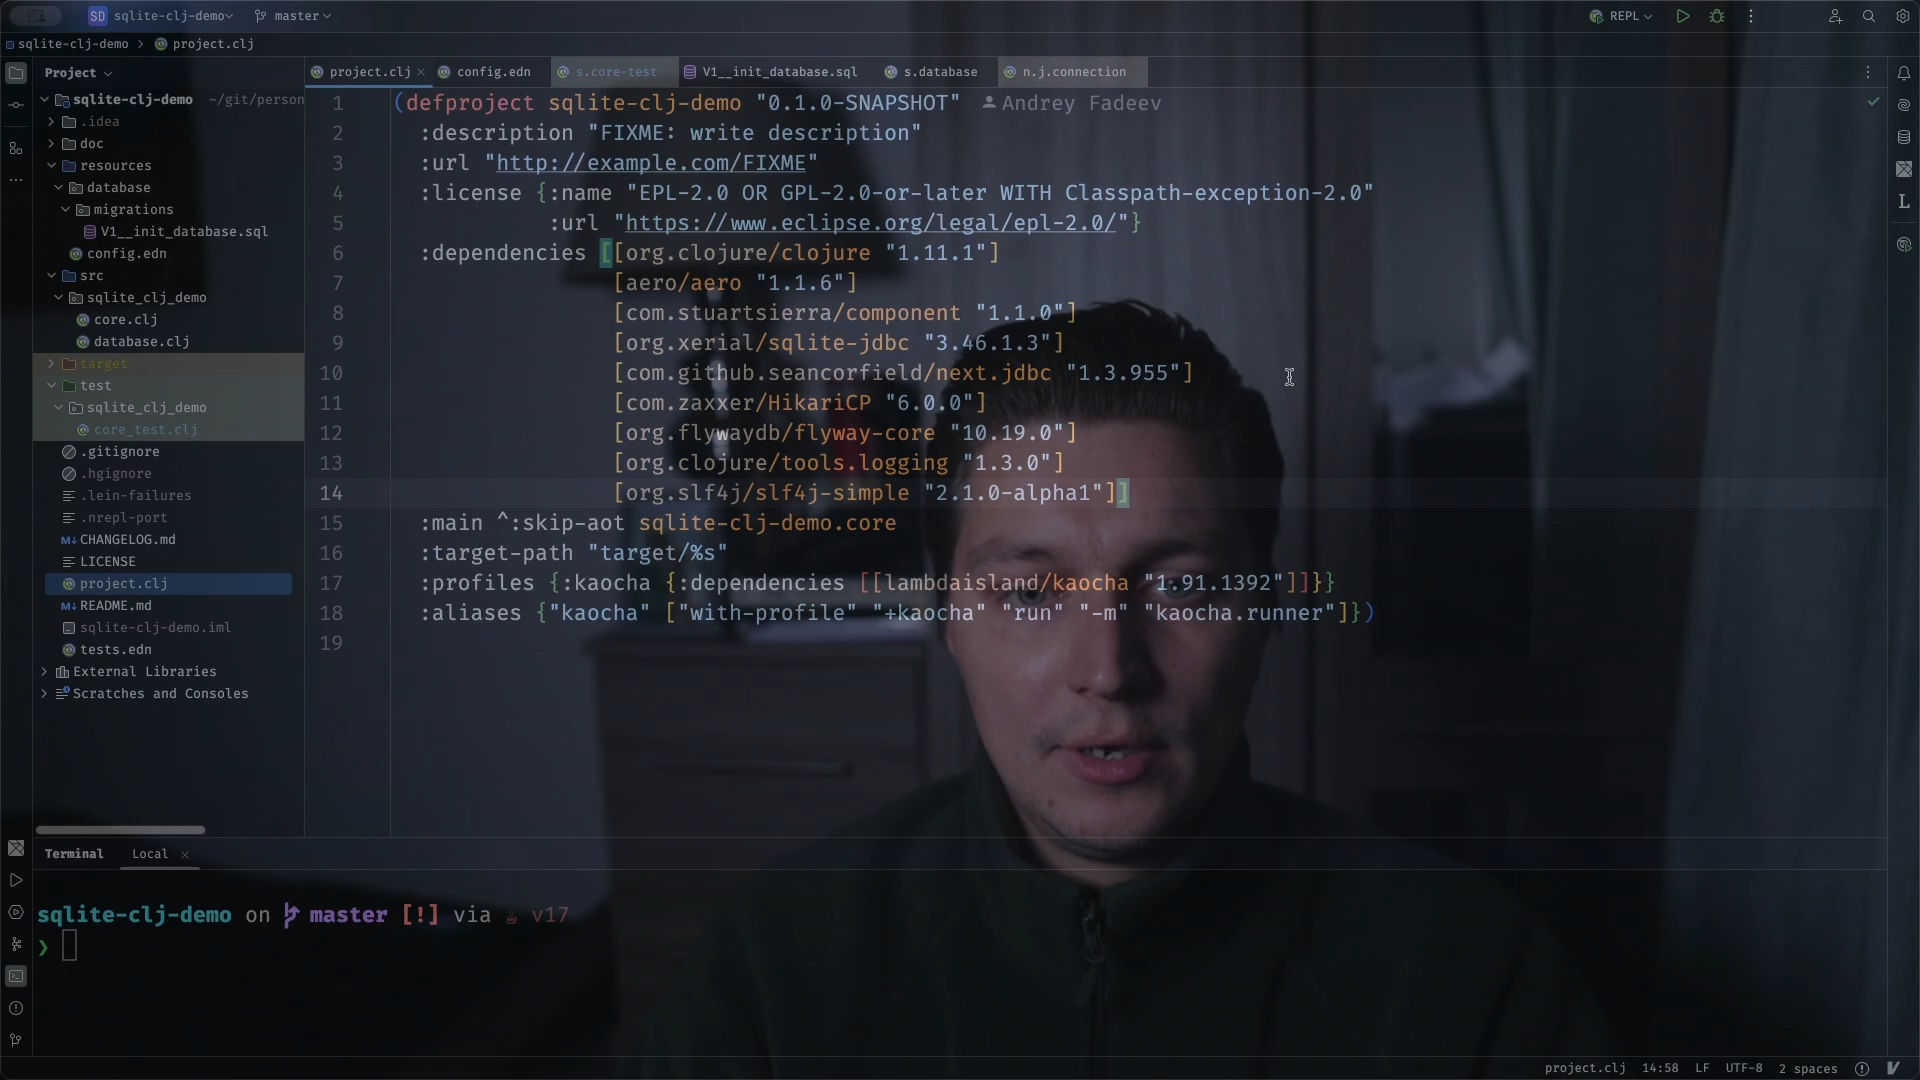 SD sqlite-clj-demo master REPL
sqlite-clj-demo > project.clj
Project
project.clj config.edn s.core-test V1__init_database.sql s.database n.j.connection
sqlite-clj-demo ~/git/person
.idea
doc
resources
database
migrations
V1__init_database.sql
config.edn
src
sqlite_clj_demo
core.clj
database.clj
target
test
sqlite_clj_demo
core_test.clj
.gitignore
.hgignore
.lein-failures
.nrepl-port
M↓ CHANGELOG.md
LICENSE
project.clj
M↓ README.md
sqlite-clj-demo.iml
tests.edn
External Libraries
Scratches and Consoles
1 (defproject sqlite-clj-demo "0.1.0-SNAPSHOT" Andrey Fadeev
2 :description "FIXME: write description"
3 :url "http://example.com/FIXME"
4 :license {:name "EPL-2.0 OR GPL-2.0-or-later WITH Classpath-exception-2.0"
5 :url "https://www.eclipse.org/legal/epl-2.0/"}
6 :dependencies [[org.clojure/clojure "1.11.1"]
7 [aero/aero "1.1.6"]
8 [com.stuartsierra/component "1.1.0"]
9 [org.xerial/sqlite-jdbc "3.46.1.3"]
10 [com.github.seancorfield/next.jdbc "1.3.955"]
11 [com.zaxxer/HikariCP "6.0.0"]
12 [org.flywaydb/flyway-core "10.19.0"]
13 [org.clojure/tools.logging "1.3.0"]
14 [org.slf4j/slf4j-simple "2.1.0-alpha1"]]
15 :main ^:skip-aot sqlite-clj-demo.core
16 :target-path "target/%s"
17 :profiles {:kaocha {:dependencies [[lambdaisland/kaocha "1.91.1392"]]}}
18 :aliases {"kaocha" ["with-profile" "+kaocha" "run" "-m" "kaocha.runner"]})
19
L
Terminal Local
sqlite-clj-demo on master [!] via v17
❯
project.clj 14:58 LF UTF-8 2 spaces